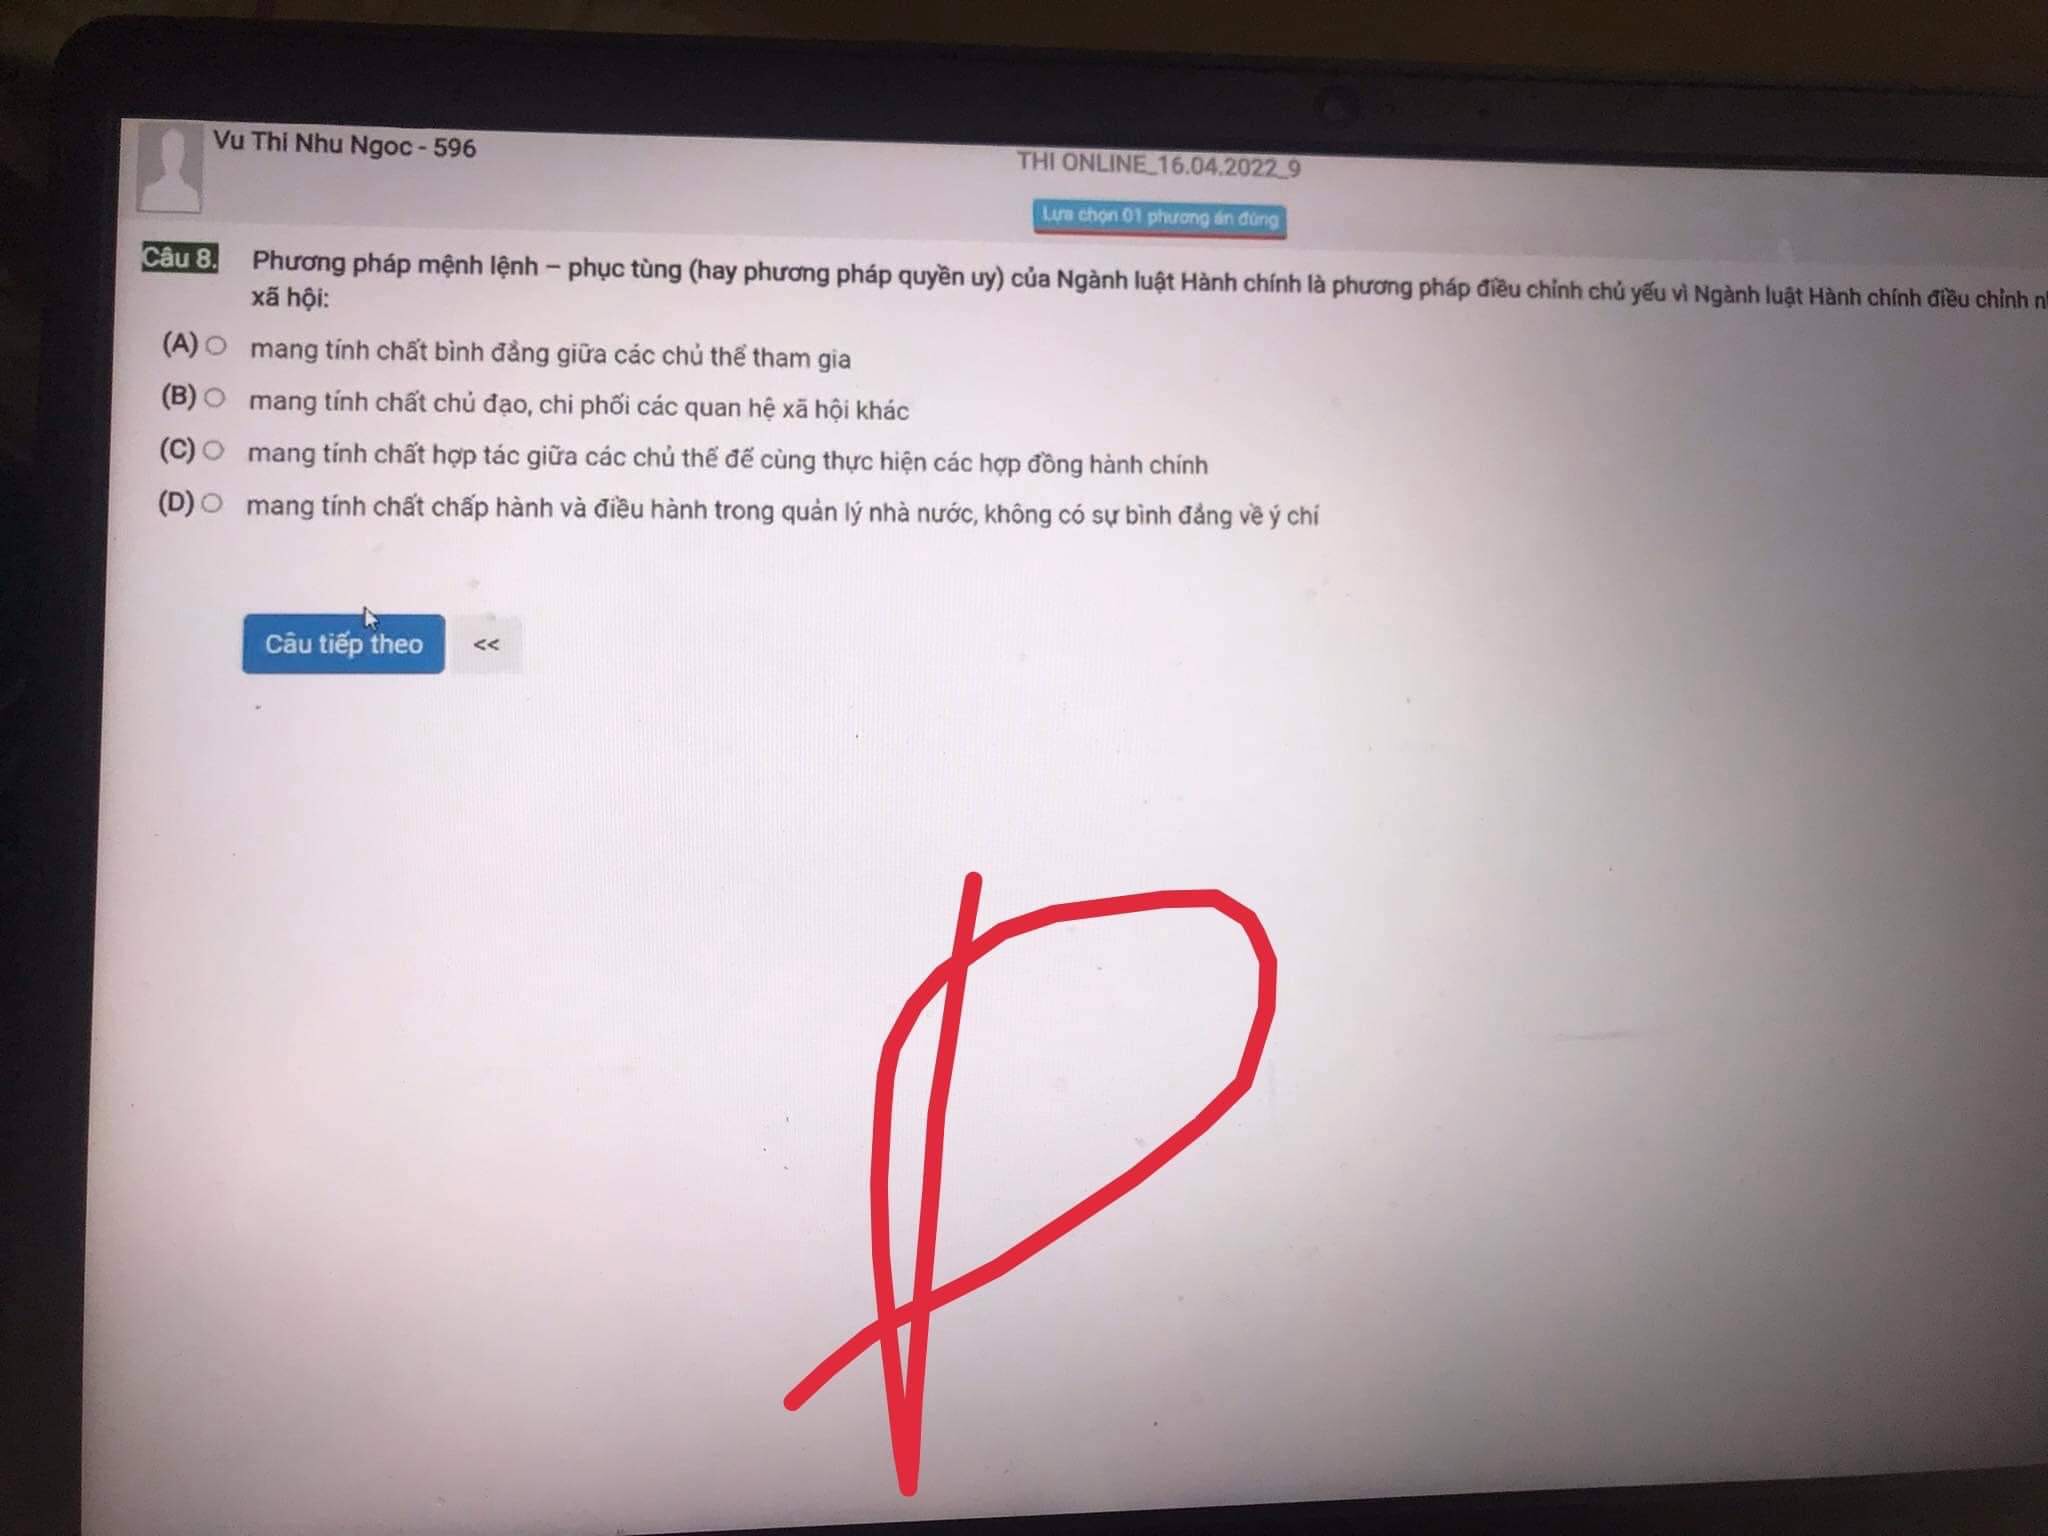 Vu Thi Nhu Ngoc - 596
THI ONLINE_16.04.2022_9
Lựa chọn 01 phương án đúng
Câu 8. Phương pháp mệnh lệnh – phục tùng (hay phương pháp quyền uy) của Ngành luật Hành chính là phương pháp điều chỉnh chủ yếu vì Ngành luật Hành chính điều chỉnh
xã hội:
(A) mang tính chất bình đẳng giữa các chủ thể tham gia
(B) mang tính chất chủ đạo, chi phối các quan hệ xã hội khác
(C) mang tính chất hợp tác giữa các chủ thể để cùng thực hiện các hợp đồng hành chính
(D) mang tính chất chấp hành và điều hành trong quản lý nhà nước, không có sự bình đẳng về ý chí
Câu tiếp theo <<